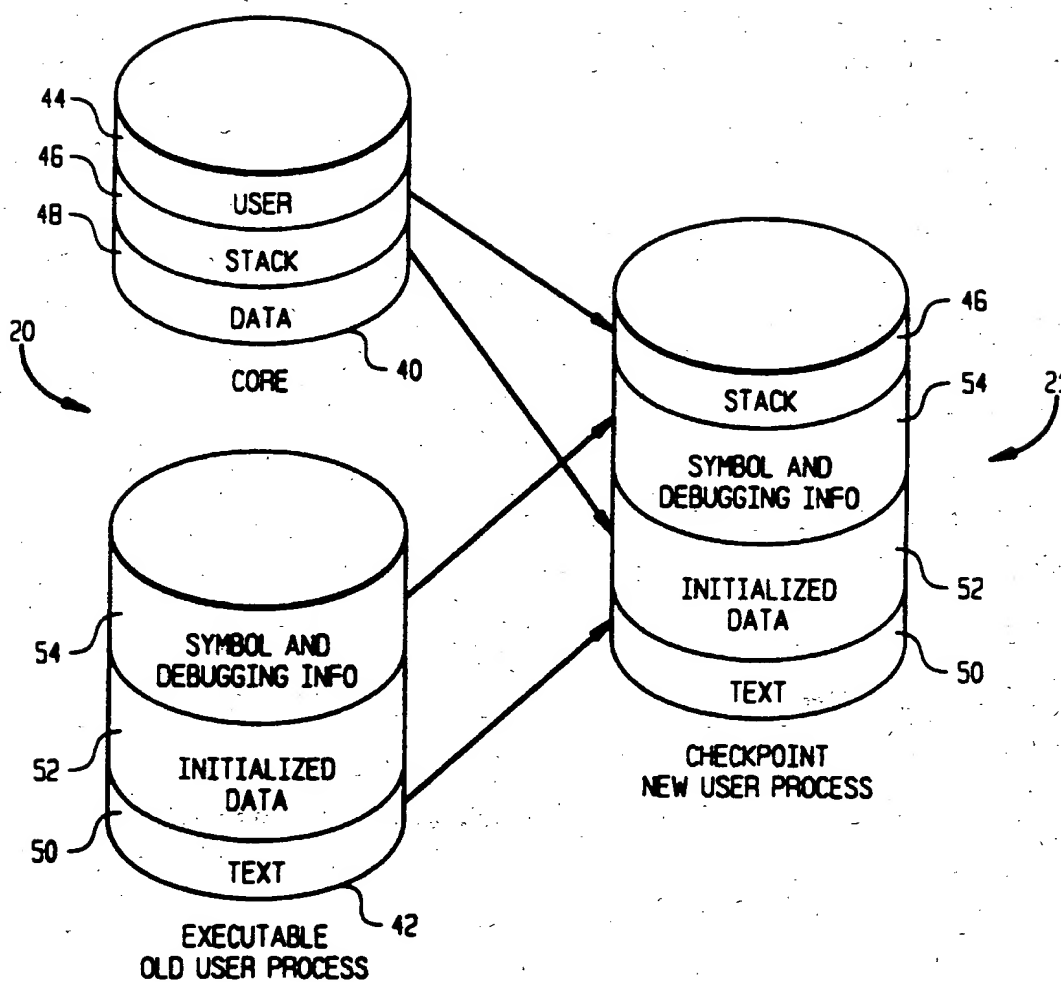 44
46
48
USER
STACK
DATA
40
CORE
20
54
SYMBOL AND
DEBUGGING INFO
52
INITIALIZED
DATA
50
TEXT
42
EXECUTABLE
OLD USER PROCESS
46
STACK
54
SYMBOL AND
DEBUGGING INFO
52
INITIALIZED
DATA
50
TEXT
CHECKPOINT
NEW USER PROCESS